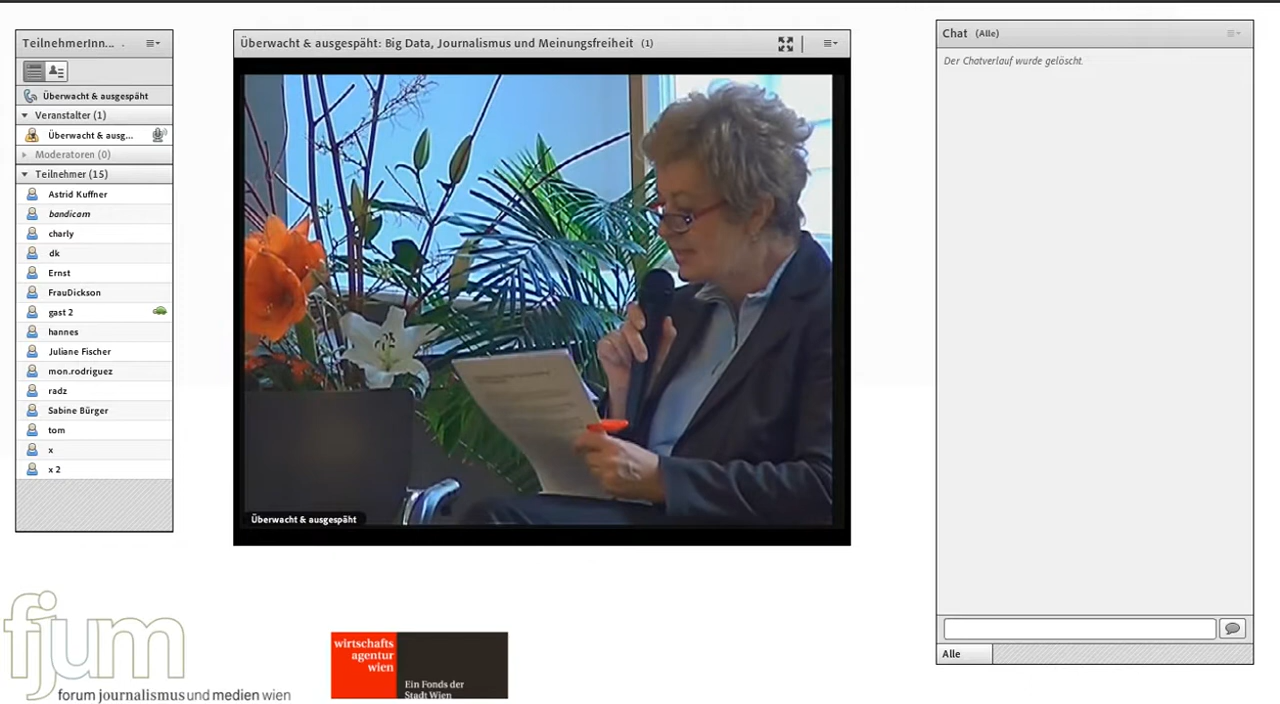 TeilnehmerInn...
Überwacht & ausgespäht
Veranstalter (1)
Überwacht & ausg...
Moderatoren (0)
Teilnehmer (15)
Astrid Kuffner
bandicam
charly
dk
Ernst
FrauDickson
gast 2
hannes
Juliane Fischer
mon.rodriguez
radz
Sabine Bürger
tom
x
x 2
Überwacht & ausgespäht: Big Data, Journalismus und Meinungsfreiheit (1)
Überwacht & ausgespäht
Chat (Alle)
Der Chatverlauf wurde gelöscht.
Alle
fjum
forum journalismus und medien wien
wirtschafts
agentur
wien
Ein Fonds der
Stadt Wien